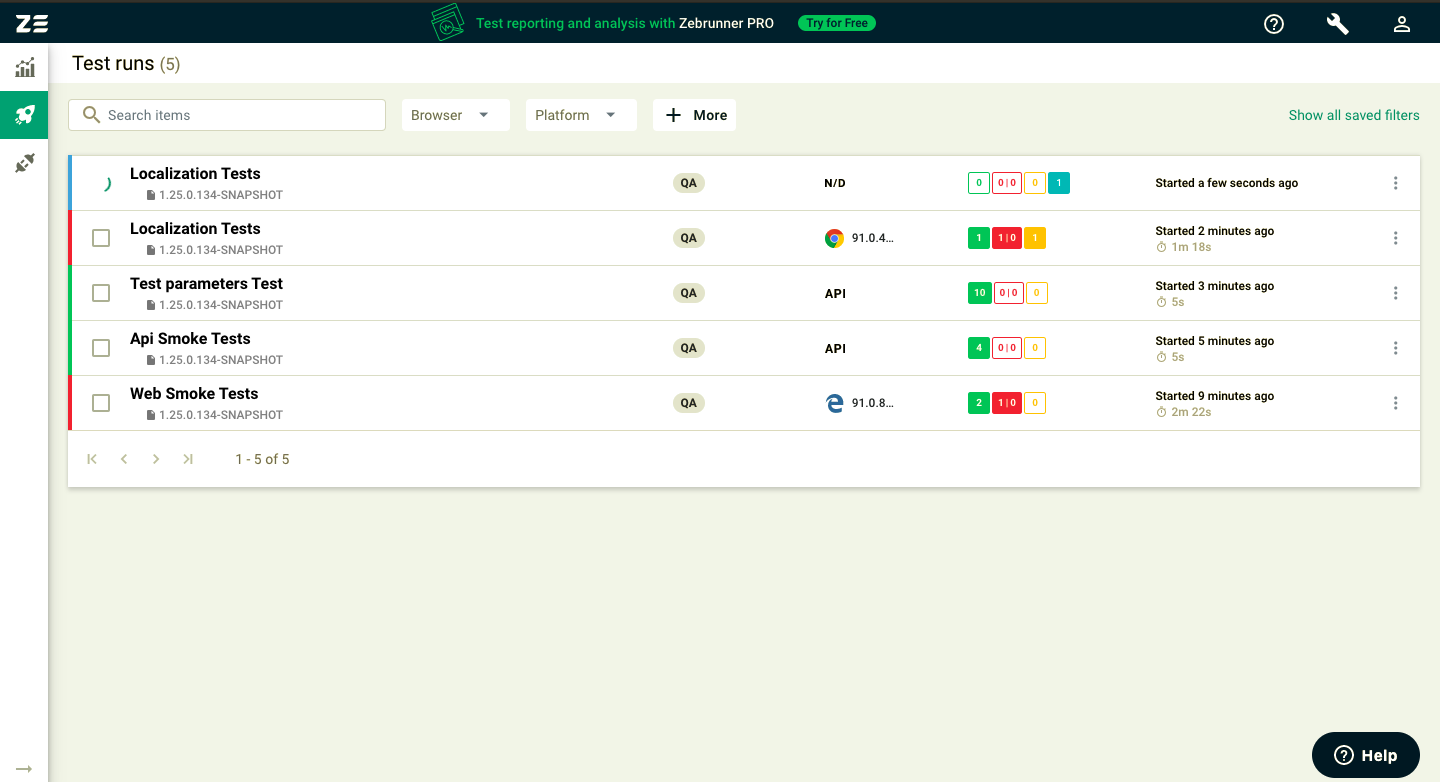 ZE
Test reporting and analysis with Zebrunner PRO
Try for Free
Test runs (5)
Search items
Browser
Platform
More
Show all saved filters
Localization Tests
1.25.0.134-SNAPSHOT
QA
N/D
0 0|0 0 1
Started a few seconds ago
Localization Tests
1.25.0.134-SNAPSHOT
QA
91.0.4...
1 1|0 1
Started 2 minutes ago
1m 18s
Test parameters Test
1.25.0.134-SNAPSHOT
QA
API
10 0|0 0
Started 3 minutes ago
5s
Api Smoke Tests
1.25.0.134-SNAPSHOT
QA
API
4 0|0 0
Started 5 minutes ago
5s
Web Smoke Tests
1.25.0.134-SNAPSHOT
QA
91.0.8...
2 1|0 0
Started 9 minutes ago
2m 22s
1 - 5 of 5
Help